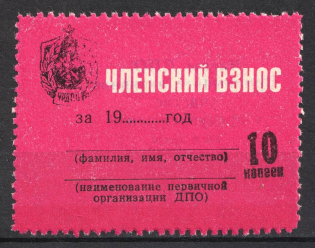 ЧЛЕНСКИЙ ВЗНОС
за 19............год
(фамилия, имя, отчество)
10
копеек
(наименование первичной
организации ДПО)